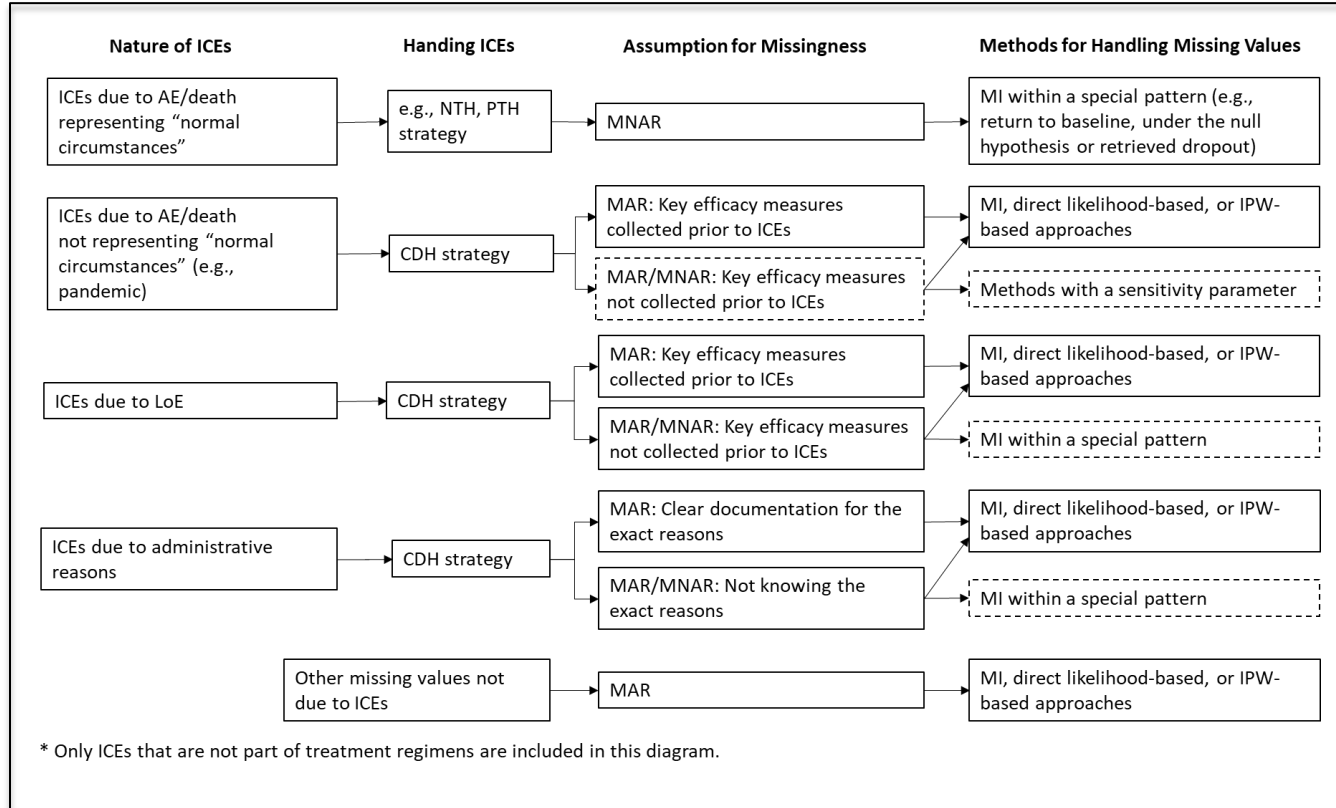 Nature of ICEs
Handing ICEs
Assumption for Missingness
Methods for Handling Missing Values
ICEs due to AE/death
representing “normal
circumstances”
e.g., NTH, PTH
strategy
MNAR
MI within a special pattern (e.g.,
return to baseline, under the null
hypothesis or retrieved dropout)
ICEs due to AE/death
not representing “normal
circumstances” (e.g.,
pandemic)
CDH strategy
MAR: Key efficacy measures
collected prior to ICEs
MI, direct likelihood-based, or IPW-
based approaches
MAR/MNAR: Key efficacy measures
not collected prior to ICEs
Methods with a sensitivity parameter
ICEs due to LoE
CDH strategy
MAR: Key efficacy measures
collected prior to ICEs
MI, direct likelihood-based, or IPW-
based approaches
MAR/MNAR: Key efficacy measures
not collected prior to ICEs
MI within a special pattern
ICEs due to administrative
reasons
CDH strategy
MAR: Clear documentation for the
exact reasons
MI, direct likelihood-based, or IPW-
based approaches
MAR/MNAR: Not knowing the
exact reasons
MI within a special pattern
Other missing values not
due to ICEs
MAR
MI, direct likelihood-based, or IPW-
based approaches
* Only ICEs that are not part of treatment regimens are included in this diagram.